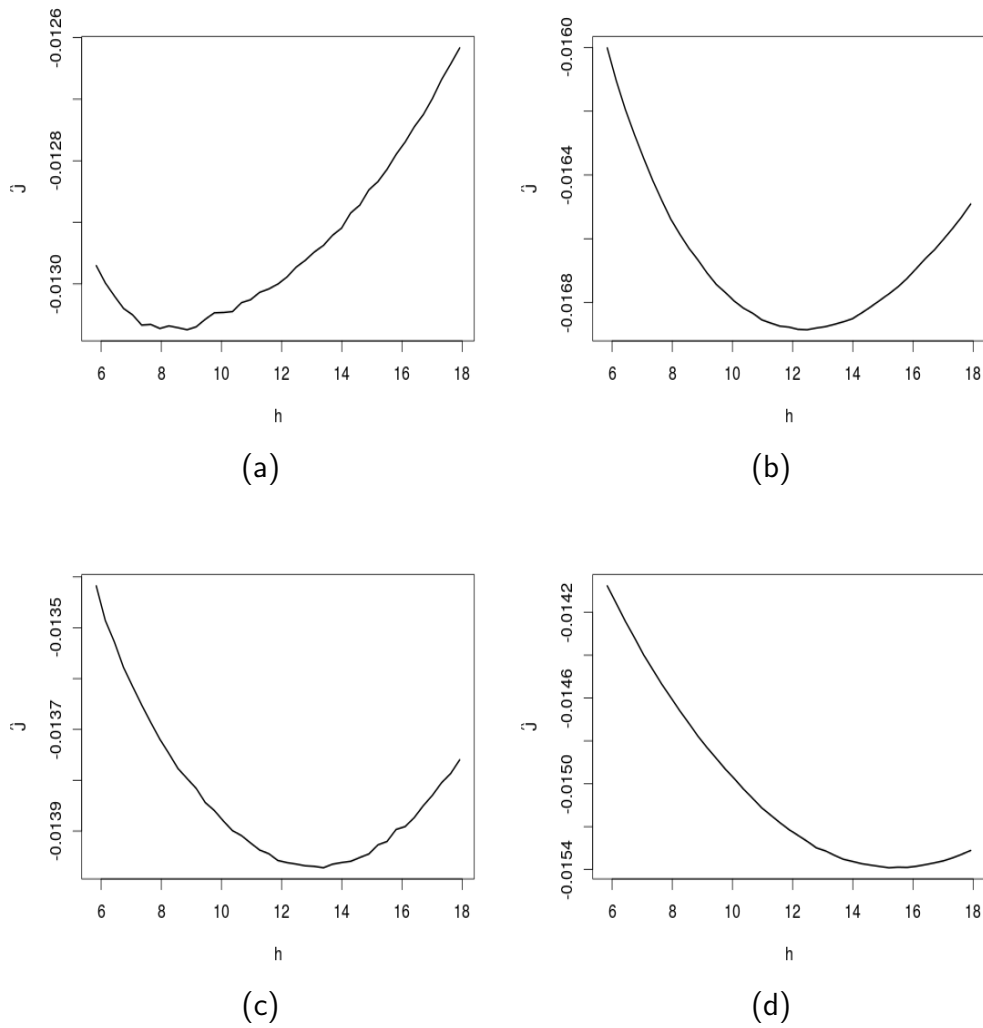 -0.0126
-0.0128
-0.0130
Ĵ
6 8 10 12 14 16 18
h
(a)
-0.0160
-0.0164
-0.0168
Ĵ
6 8 10 12 14 16 18
h
(b)
-0.0135
-0.0137
-0.0139
Ĵ
6 8 10 12 14 16 18
h
(c)
-0.0142
-0.0146
-0.0150
-0.0154
Ĵ
6 8 10 12 14 16 18
h
(d)